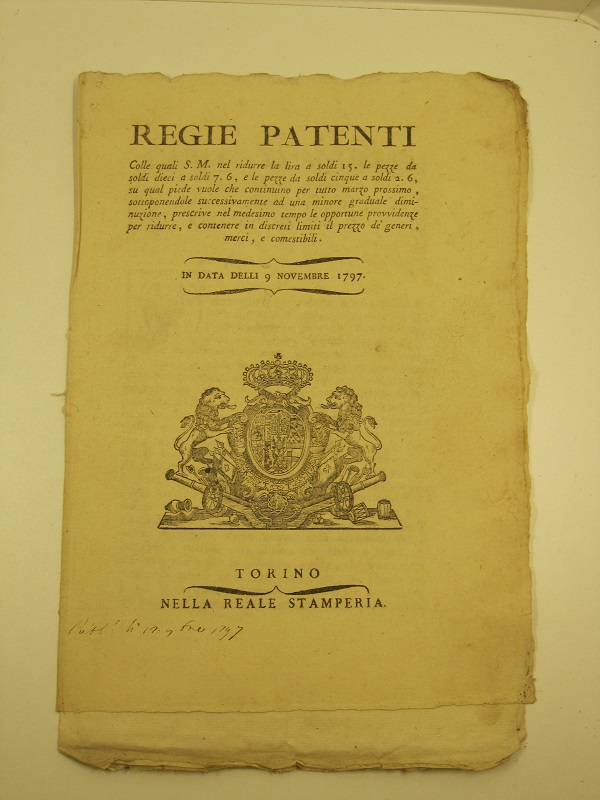 REGIE PATENTI
Colle quali S. M. nel ridurre la lira a soldi 15. le pezze da
soldi dieci a soldi 7. 6, e le pezze da soldi cinque a soldi 2. 6,
su qual piede vuole che continuino per tutto marzo prossimo,
sottoponendole successivamente ad una minore graduale dimi-
nuzione, prescrive nel medesimo tempo le opportune provvidenze
per ridurre, e contenere in discreti limiti il prezzo de' generi,
merci, e comestibili.
IN DATA DELLI 9 NOVEMBRE 1797.
TORINO
NELLA REALE STAMPERIA.
1797